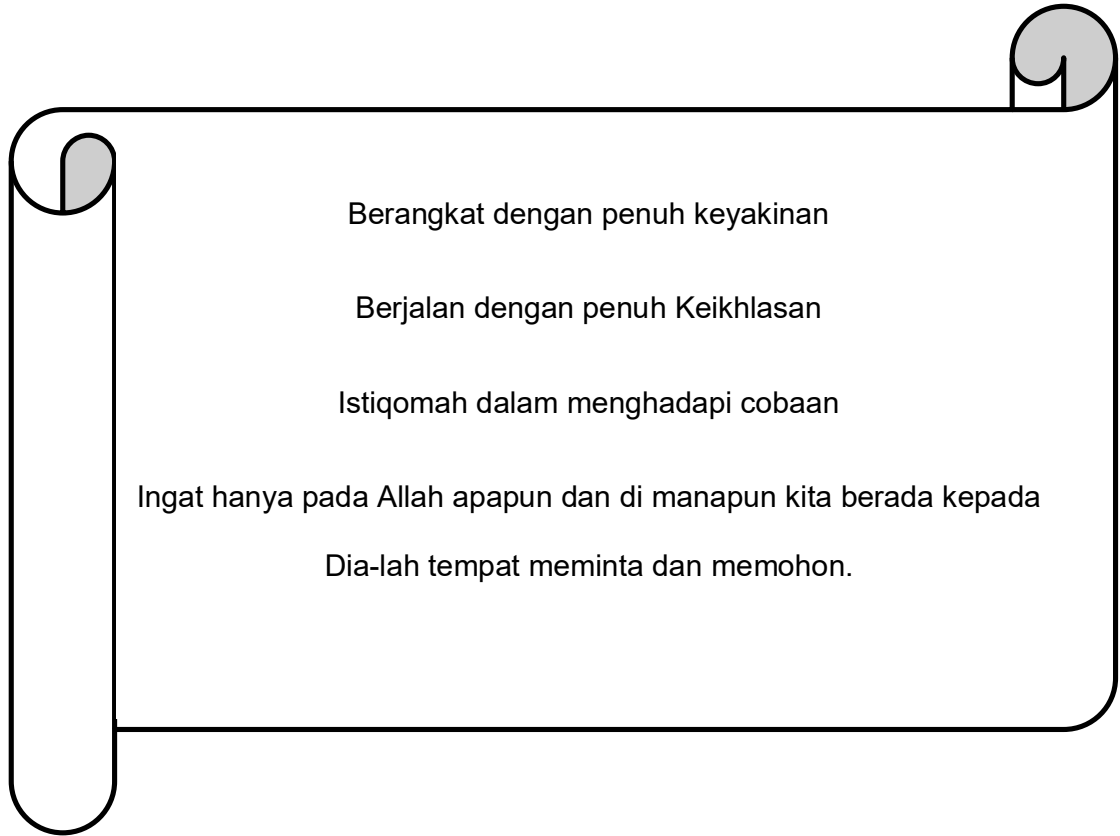 Berangkat dengan penuh keyakinan
Berjalan dengan penuh Keikhlasan
Istiqomah dalam menghadapi cobaan
Ingat hanya pada Allah apapun dan di manapun kita berada kepada
Dia-lah tempat meminta dan memohon.